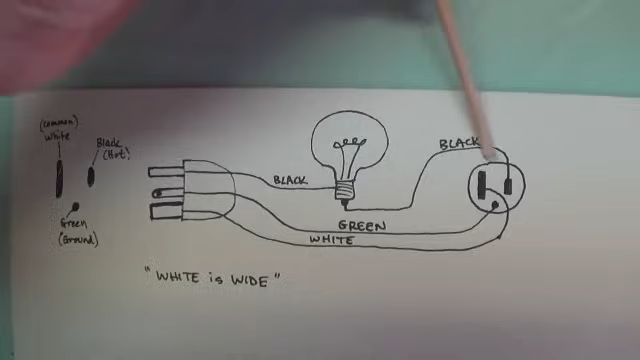 (common)
White
Black
(Hot)
Green
(Ground)
BLACK
BLACK
GREEN
WHITE
"WHITE is WIDE"